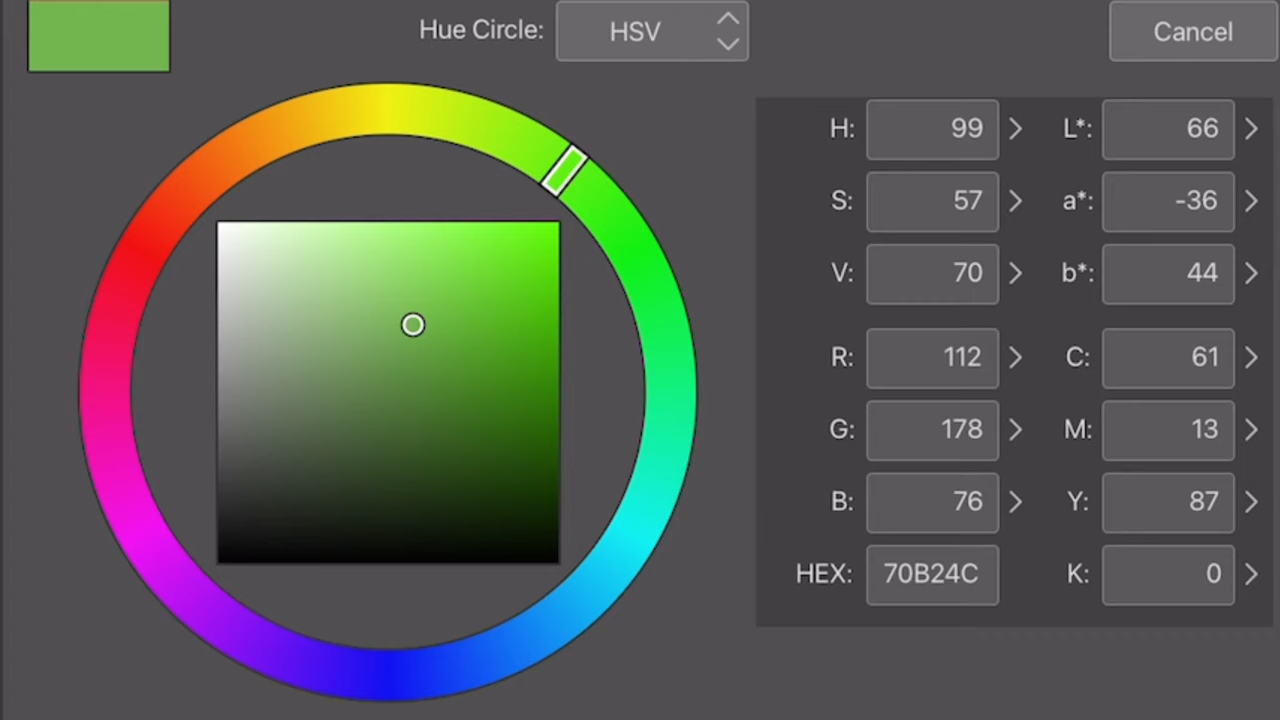 Hue Circle: HSV Cancel
H: 99 L*: 66
S: 57 a*: -36
V: 70 b*: 44
R: 112 C: 61
G: 178 M: 13
B: 76 Y: 87
HEX: 70B24C K: 0